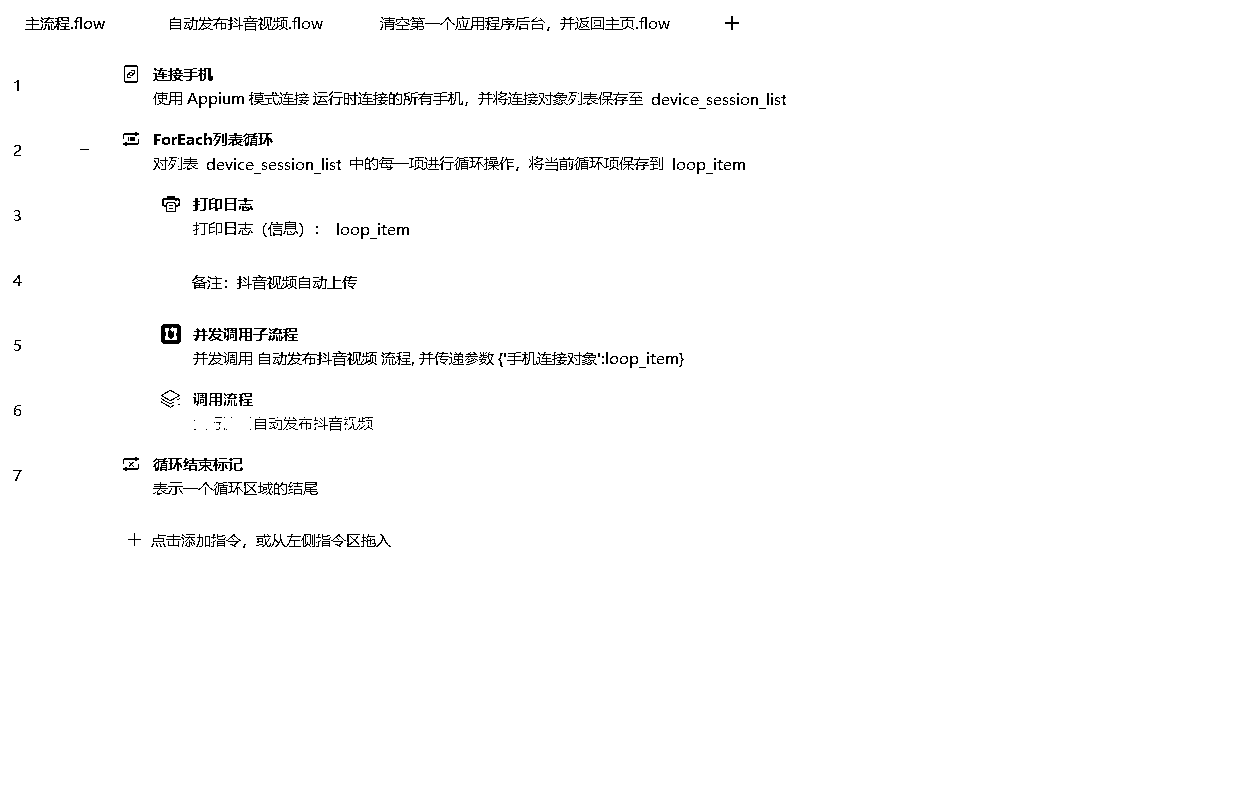 主流程.flow 自动发布抖音视频.flow 清空第一个应用程序后台，并返回主页.flow +
1 连接手机
使用 Appium 模式连接 运行时连接的所有手机，并将连接对象列表保存至 device_session_list
2 ForEach列表循环
对列表 device_session_list 中的每一项进行循环操作，将当前循环项保存到 loop_item
3 打印日志
打印日志（信息）： loop_item
4 备注：抖音视频自动上传
5 并发调用子流程
并发调用 自动发布抖音视频 流程, 并传递参数 {'手机连接对象':loop_item}
6 调用流程
自动发布抖音视频
7 循环结束标记
表示一个循环区域的结尾
+ 点击添加指令，或从左侧指令区拖入